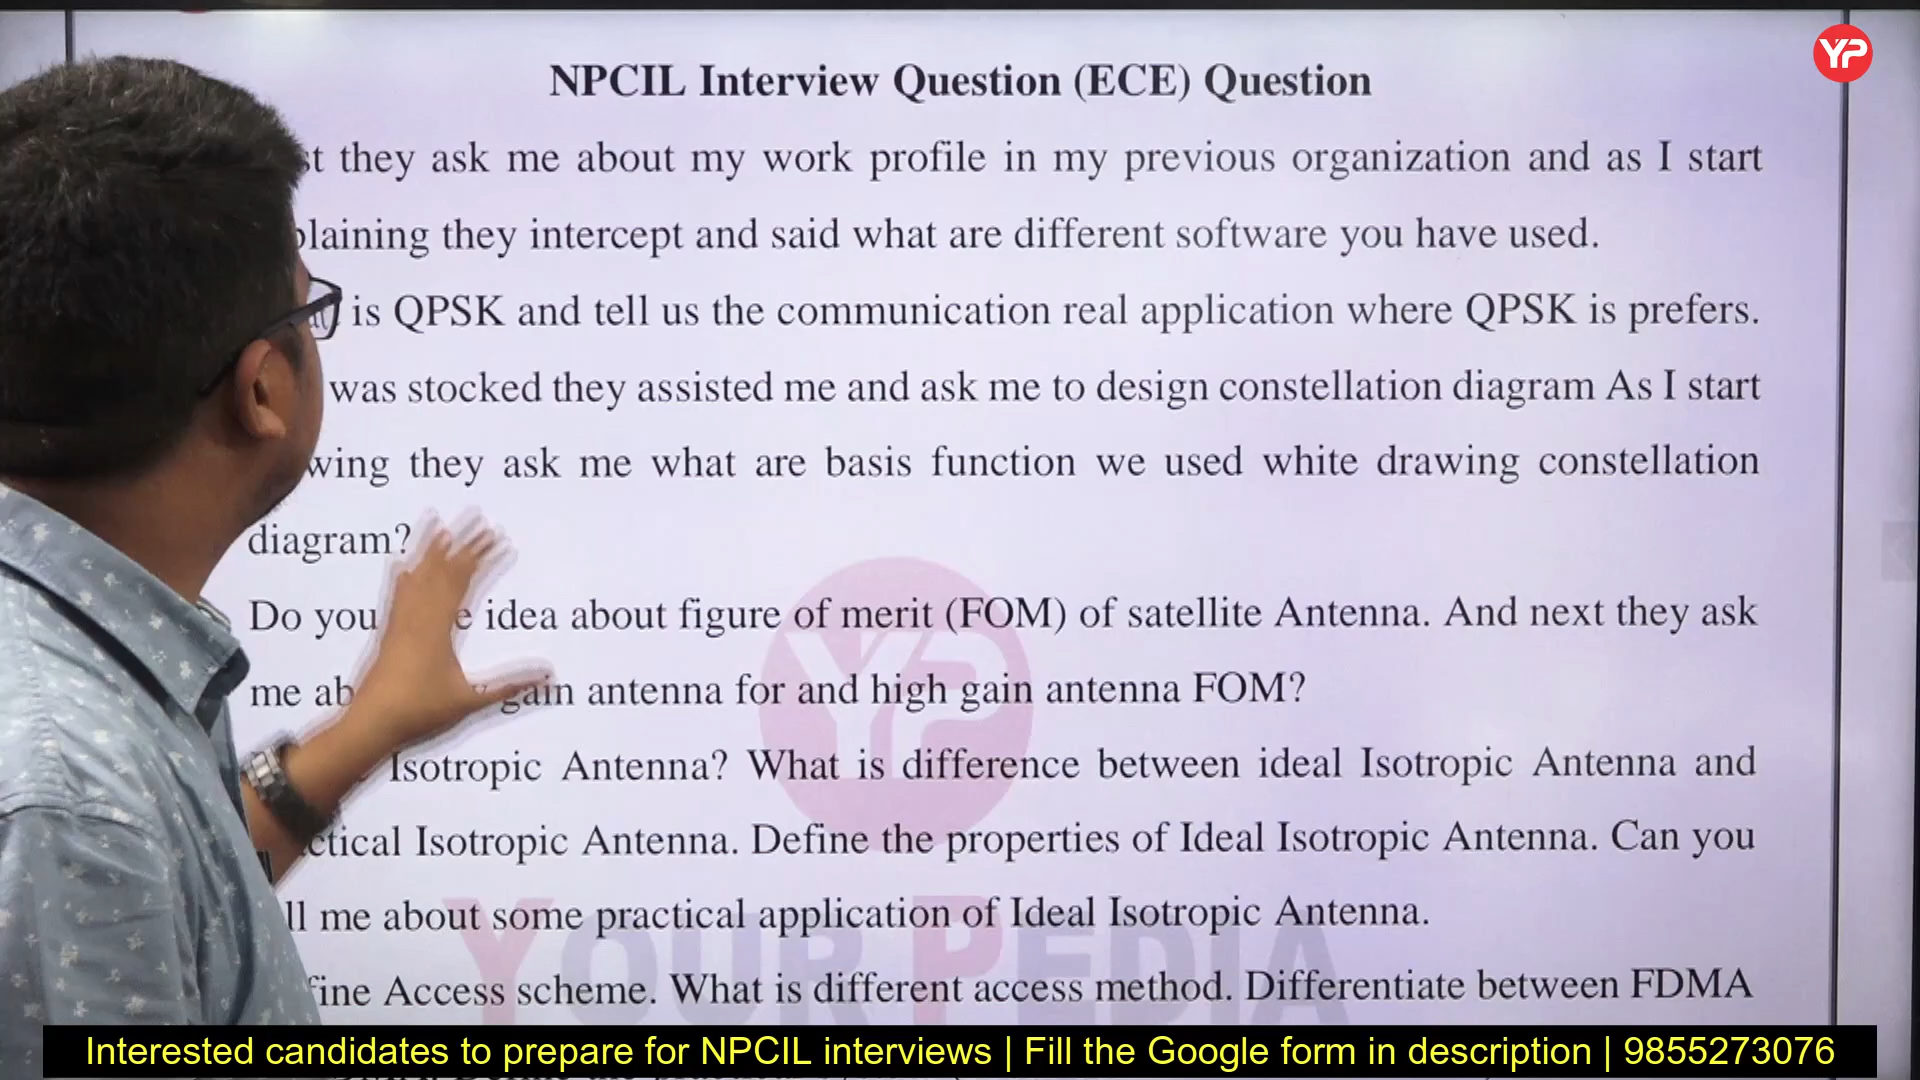 YP
NPCIL Interview Question (ECE) Question
they ask me about my work profile in my previous organization and as I start
they intercept and said what are different software you have used.
is QPSK and tell us the communication real application where QPSK is prefers.
was stocked they assisted me and ask me to design constellation diagram As I start
they ask me what are basis function we used white drawing constellation
diagram?
Do you idea about figure of merit (FOM) of satellite Antenna. And next they ask
me gain antenna for and high gain antenna FOM?
Isotropic Antenna? What is difference between ideal Isotropic Antenna and
Isotropic Antenna. Define the properties of Ideal Isotropic Antenna. Can you
me about some practical application of Ideal Isotropic Antenna.
Access scheme. What is different access method. Differentiate between FDMA
YP
YOUR PEDIA
Interested candidates to prepare for NPCIL interviews | Fill the Google form in description | 9855273076